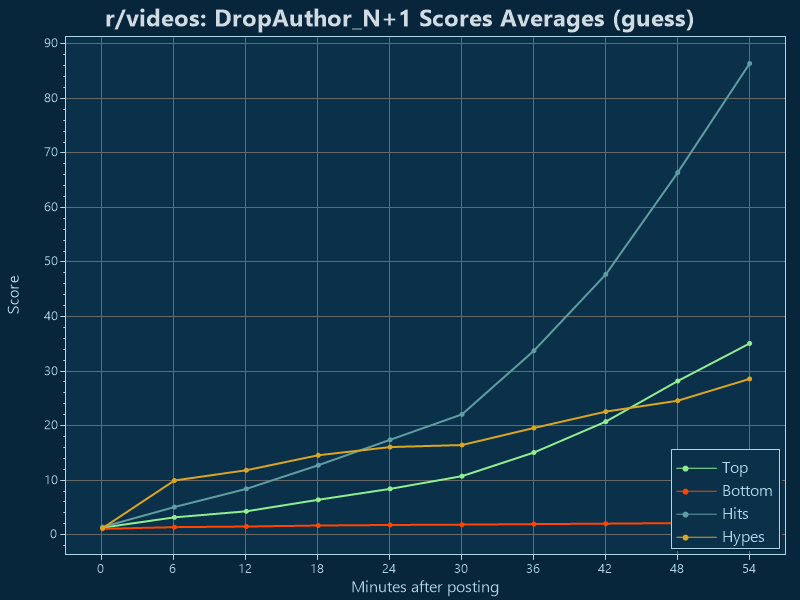 r/videos: DropAuthor_N+1 Scores Averages (guess)
90
80
70
60
50
40
30
20
10
0
Score
0 6 12 18 24 30 36 42 48 54
Minutes after posting
Top
Bottom
Hits
Hypes